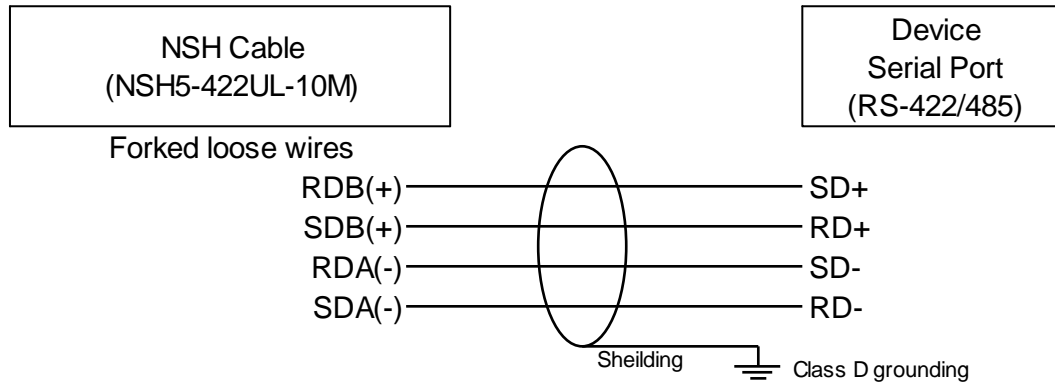 NSH Cable
(NSH5-422UL-10M)
Device
Serial Port
(RS-422/485)
Forked loose wires
RDB(+) SD+
SDB(+) RD+
RDA(-) SD-
SDA(-) RD-
Sheilding
Class D grounding